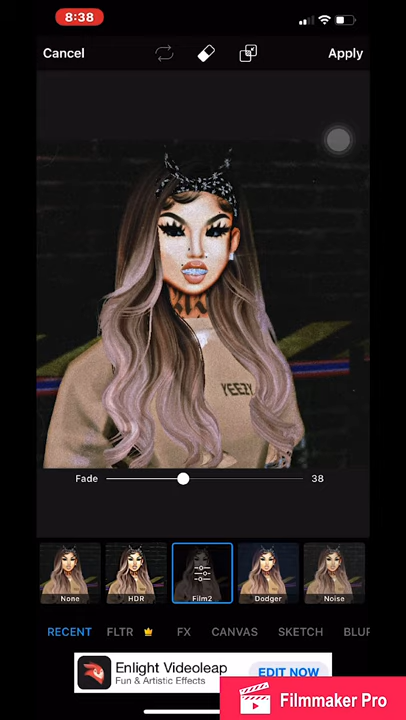 8:38
Cancel
Apply
YEEZY
Fade
38
None
HDR
Film2
Dodger
Noise
RECENT
FLTR
FX
CANVAS
SKETCH
BLUR
Enlight Videoleap
Fun & Artistic Effects
EDIT NOW
Filmmaker Pro